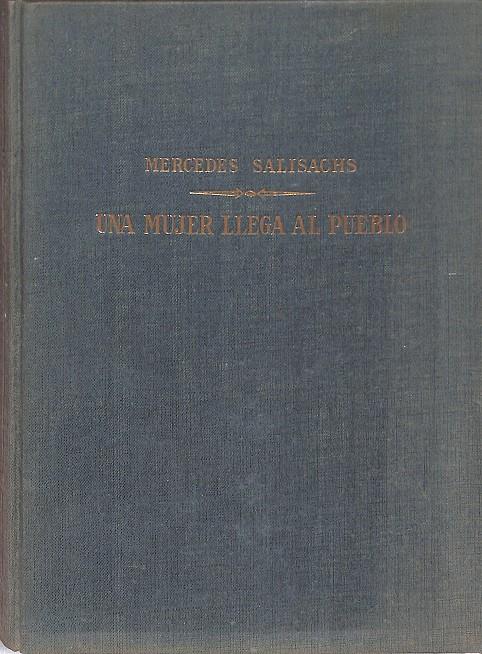 MERCEDES SALISACHS
UNA MUJER LLEGA AL PUEBLO